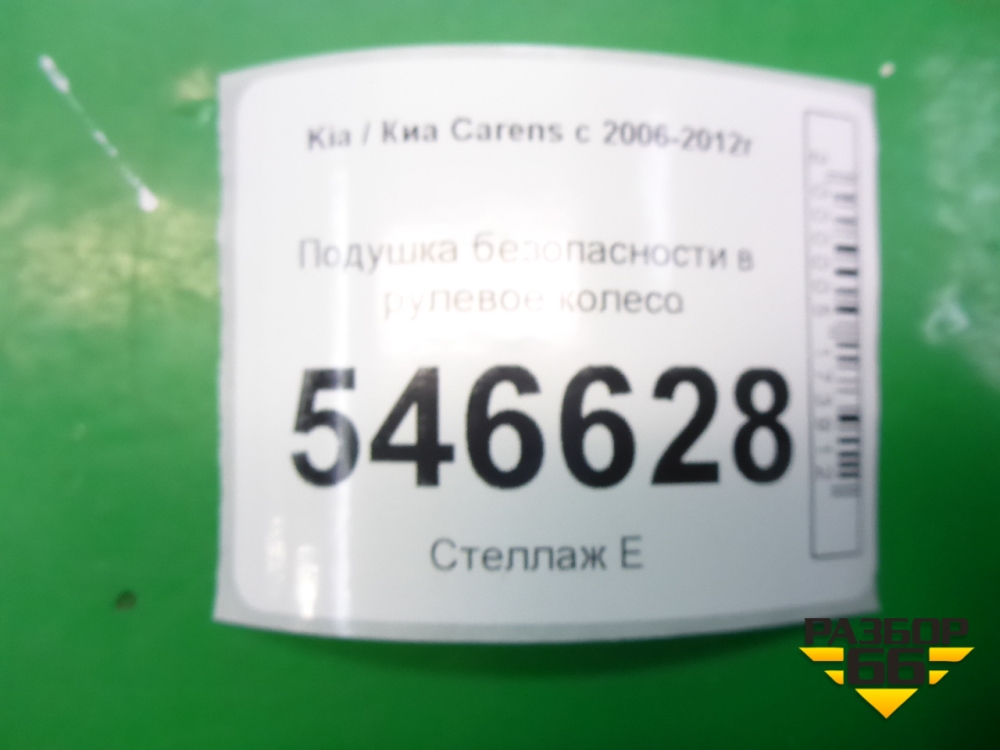 Kia / Киа Carens с 2006-2012г
Подушка безопасности в
рулевое колесо
546628
Стеллаж Е
РАЗБОР
66